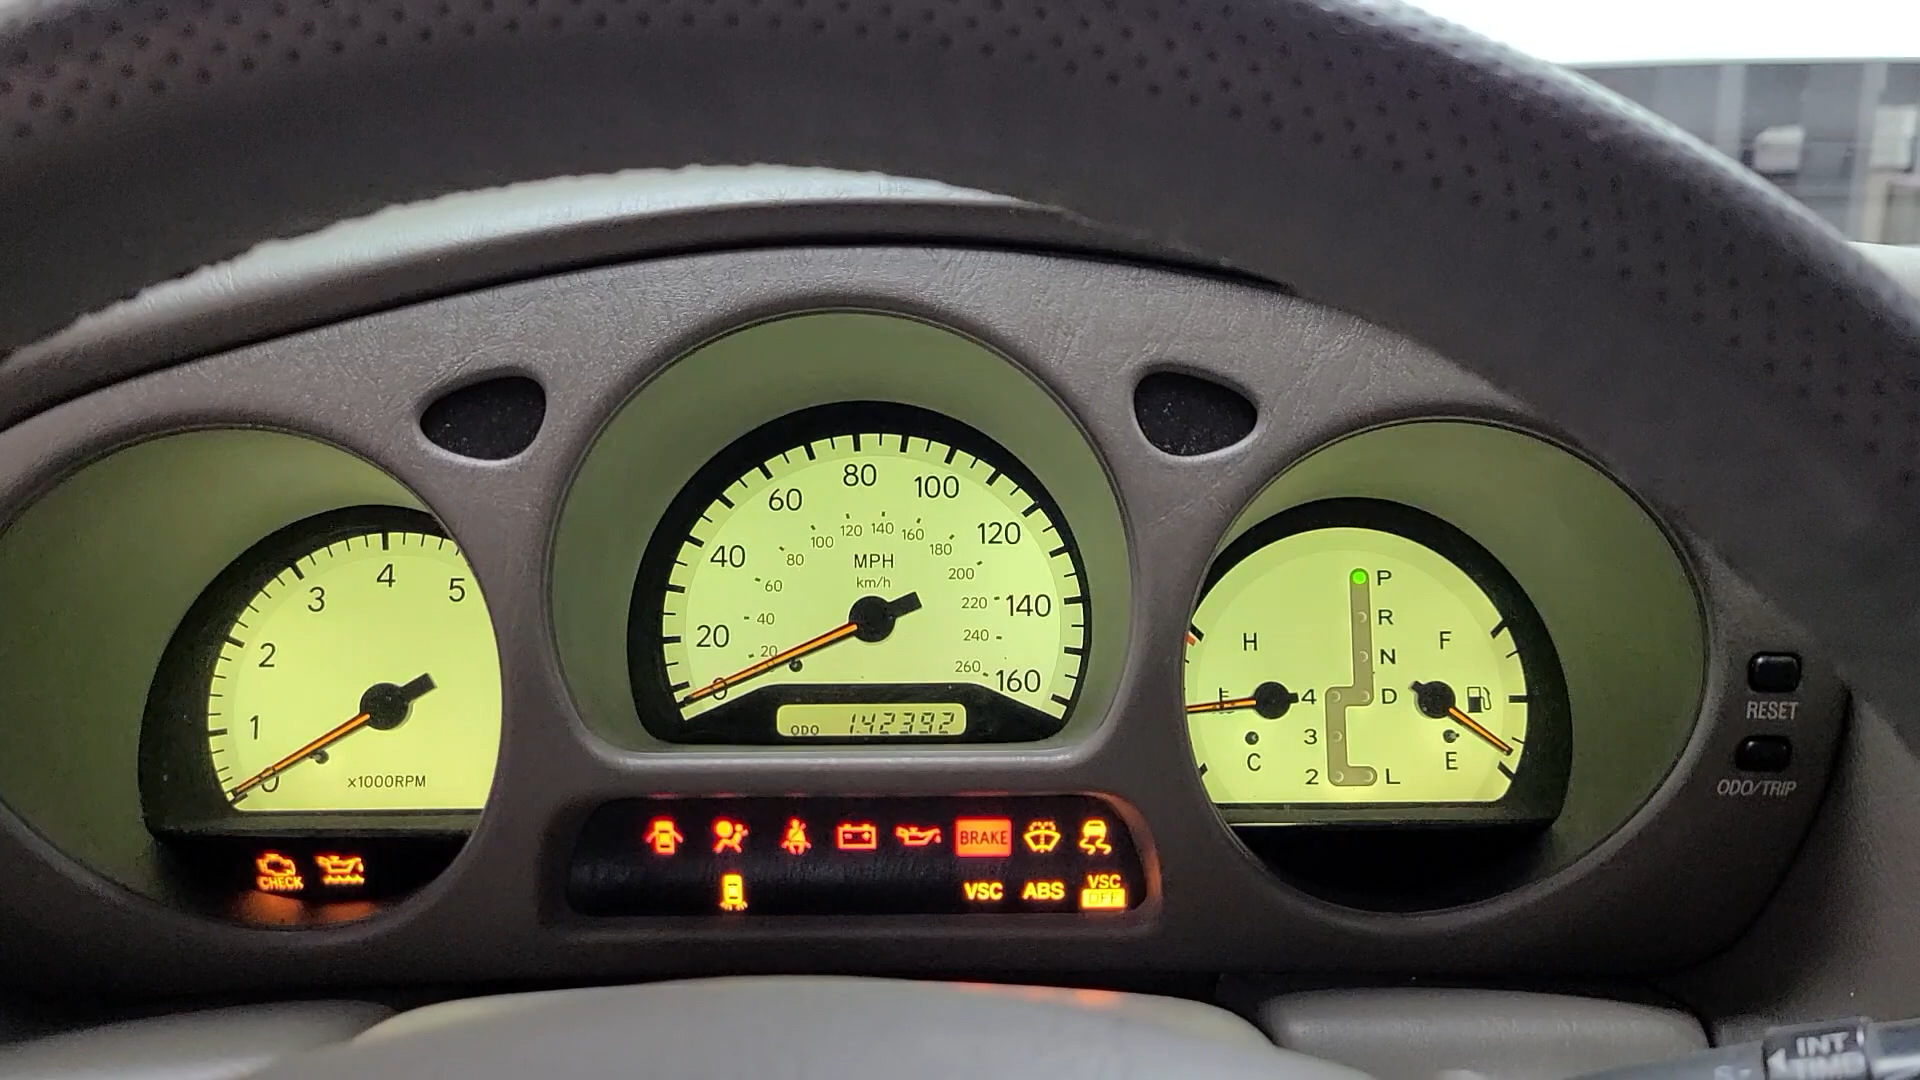 5
4
3
2
1
0
x1000RPM
CHECK
80
60
100
40
120
20
140
0
160
120
140
100
160
80
180
60
200
40
220
240
20
260
MPH
km/h
ODO 142392
BRAKE
VSC ABS VSC
OFF
P
R
H
F
N
4 D
3
C
E
2 L
RESET
ODO/TRIP
INT
TIME